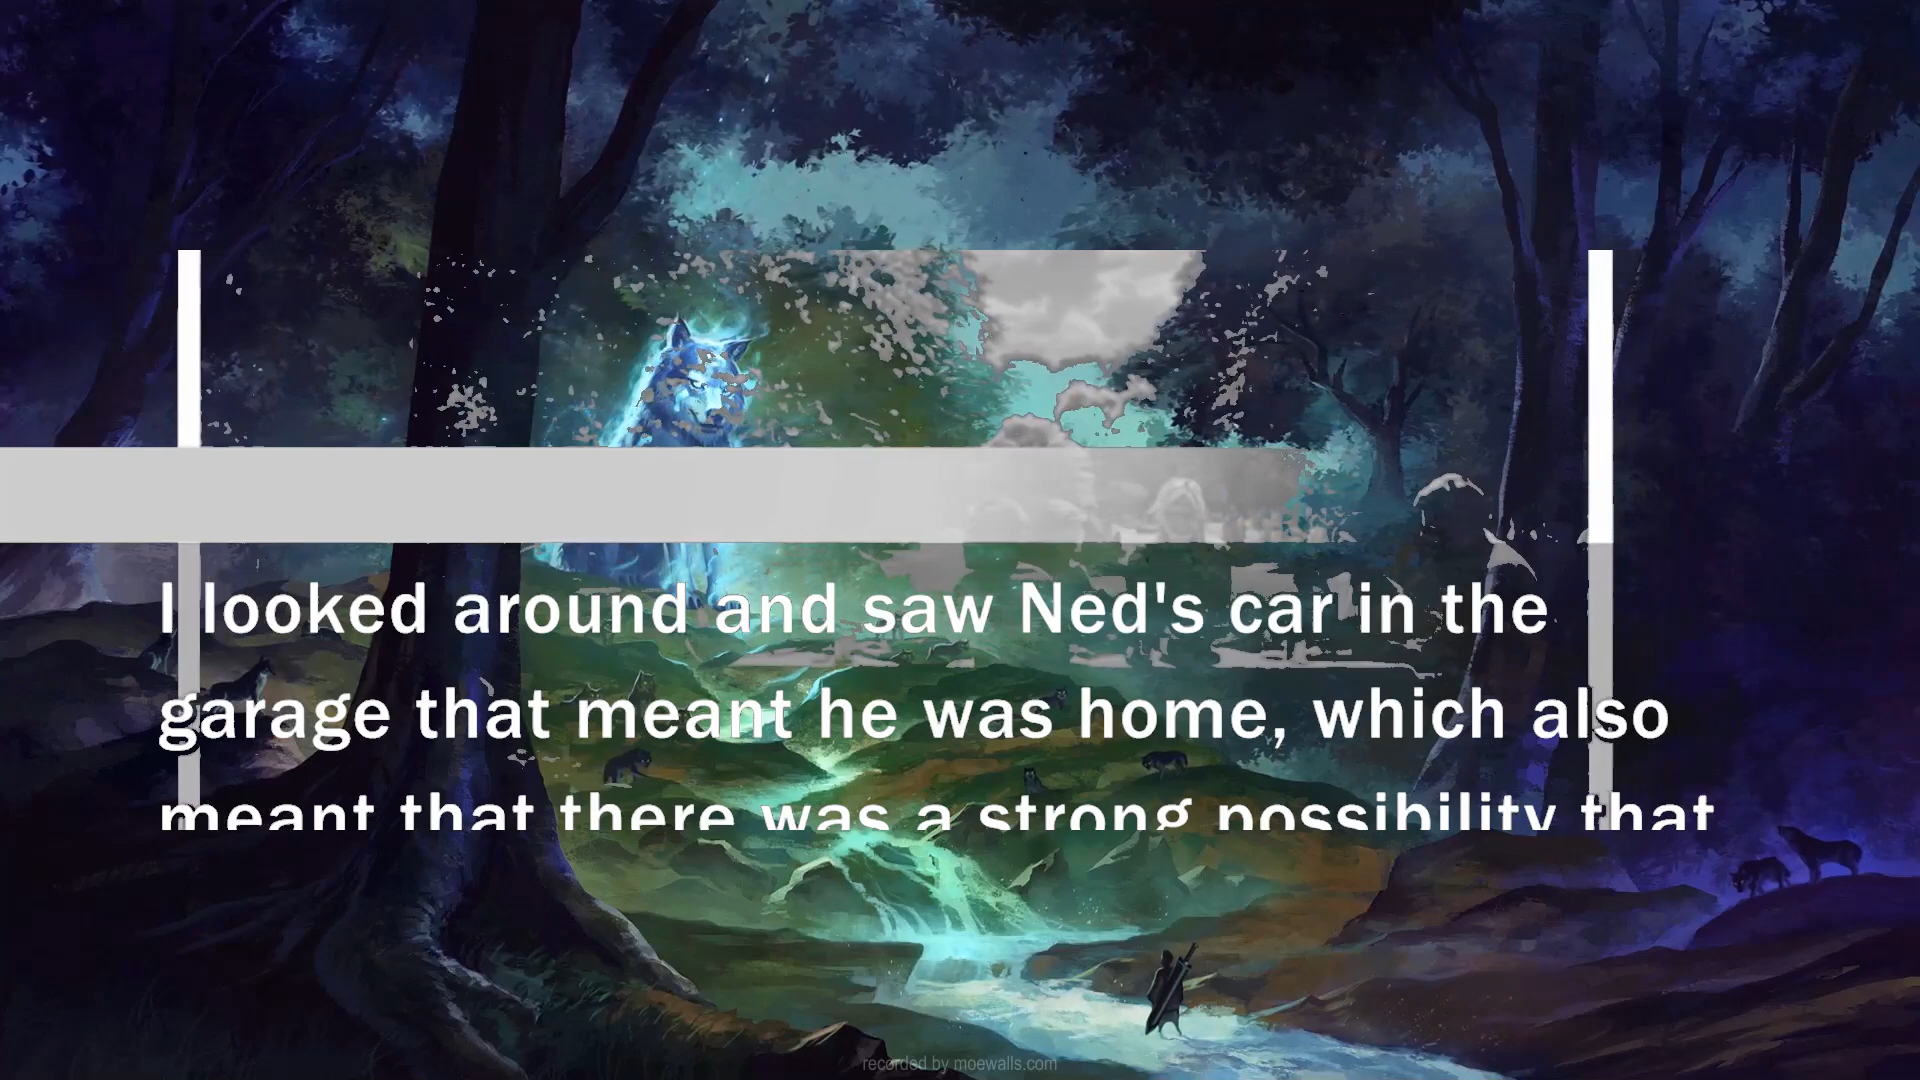 I looked around and saw Ned's car in the
garage that meant he was home, which also
meant that there was a strong possibility that
recorded by moewalls.com